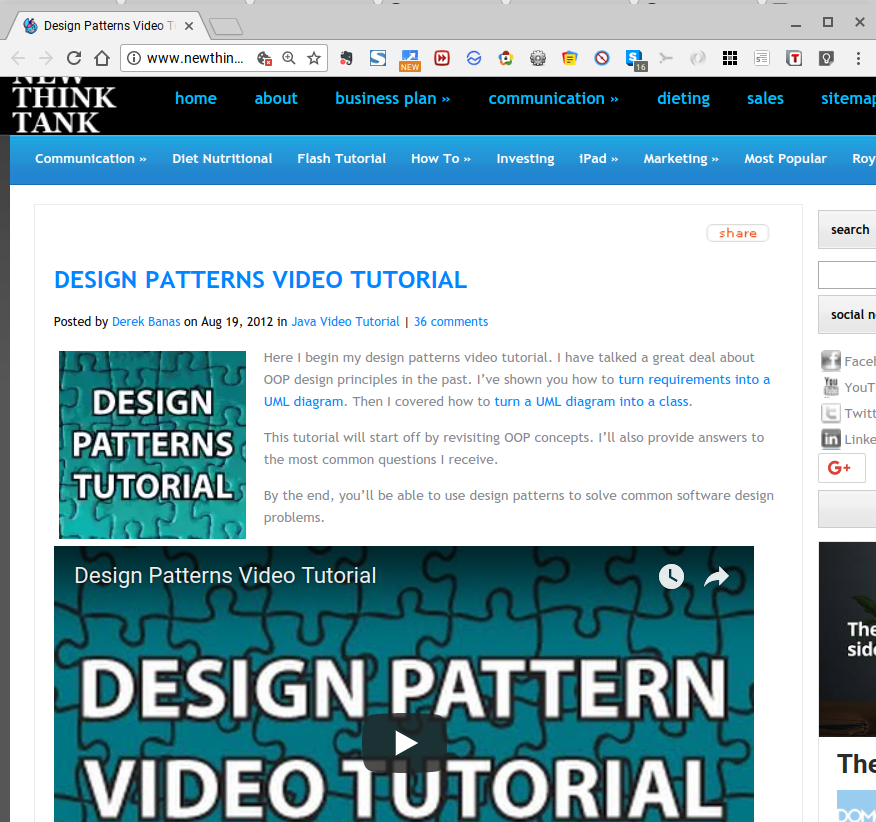 Design Patterns Video T
www.newthin...
NEW
16
NEW
THINK
TANK
home about business plan » communication » dieting sales sitemap
Communication » Diet Nutritional Flash Tutorial How To » Investing iPad » Marketing » Most Popular Roy
share
search
DESIGN PATTERNS VIDEO TUTORIAL
Posted by Derek Banas on Aug 19, 2012 in Java Video Tutorial | 36 comments
social n
DESIGN
PATTERNS
TUTORIAL
Here I begin my design patterns video tutorial. I have talked a great deal about
OOP design principles in the past. I've shown you how to turn requirements into a
UML diagram. Then I covered how to turn a UML diagram into a class.
This tutorial will start off by revisiting OOP concepts. I'll also provide answers to
the most common questions I receive.
By the end, you'll be able to use design patterns to solve common software design
problems.
Face
You
YouT
Twitt
in Linke
G+
Design Patterns Video Tutorial
DESIGN PATTERN
VIDEO TUTORIAL
The
side
The
DOM